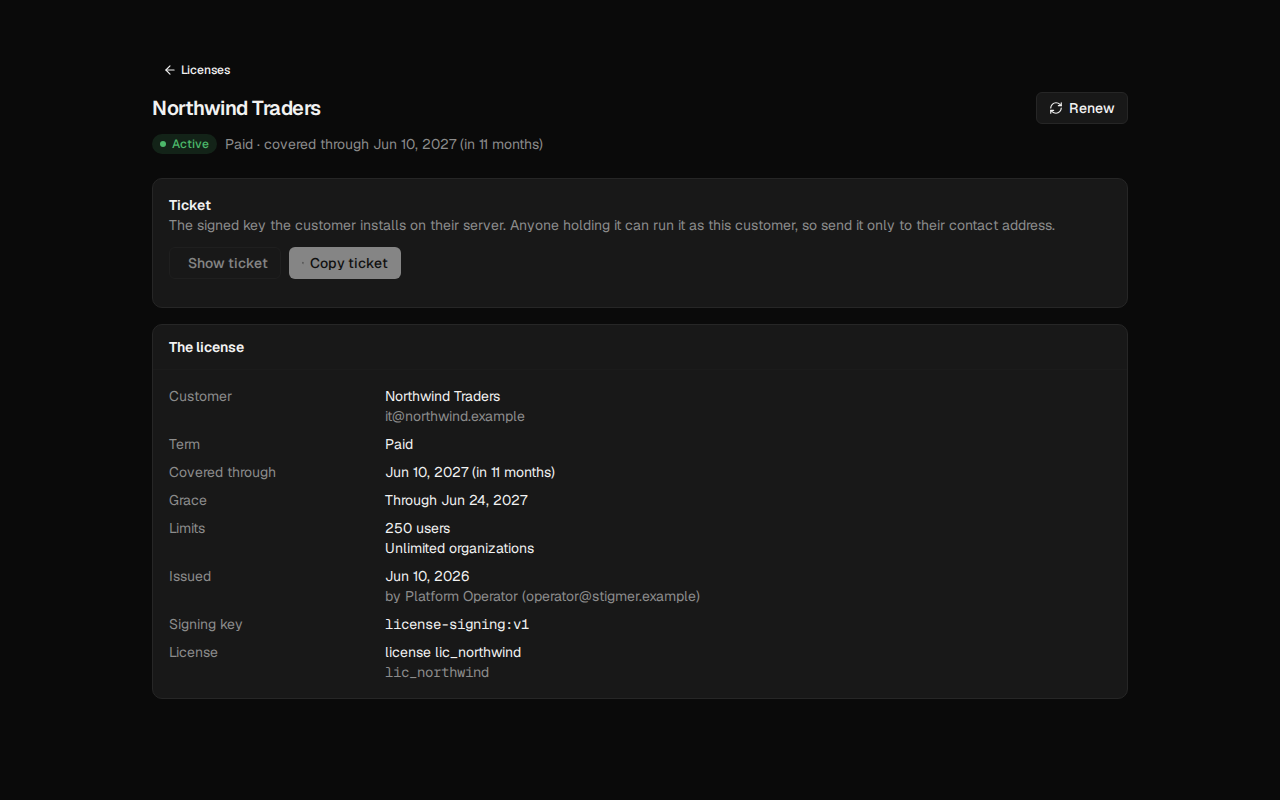 Licenses
Northwind Traders
Renew
Active
Paid · covered through Jun 10, 2027 (in 11 months)
Ticket
The signed key the customer installs on their server. Anyone holding it can run it as this customer, so send it only to their contact address.
Show ticket
Copy ticket
The license
Customer
Northwind Traders
it@northwind.example
Term
Paid
Covered through
Jun 10, 2027 (in 11 months)
Grace
Through Jun 24, 2027
Limits
250 users
Unlimited organizations
Issued
Jun 10, 2026
by Platform Operator (operator@stigmer.example)
Signing key
license-signing:v1
License
license lic_northwind
lic_northwind